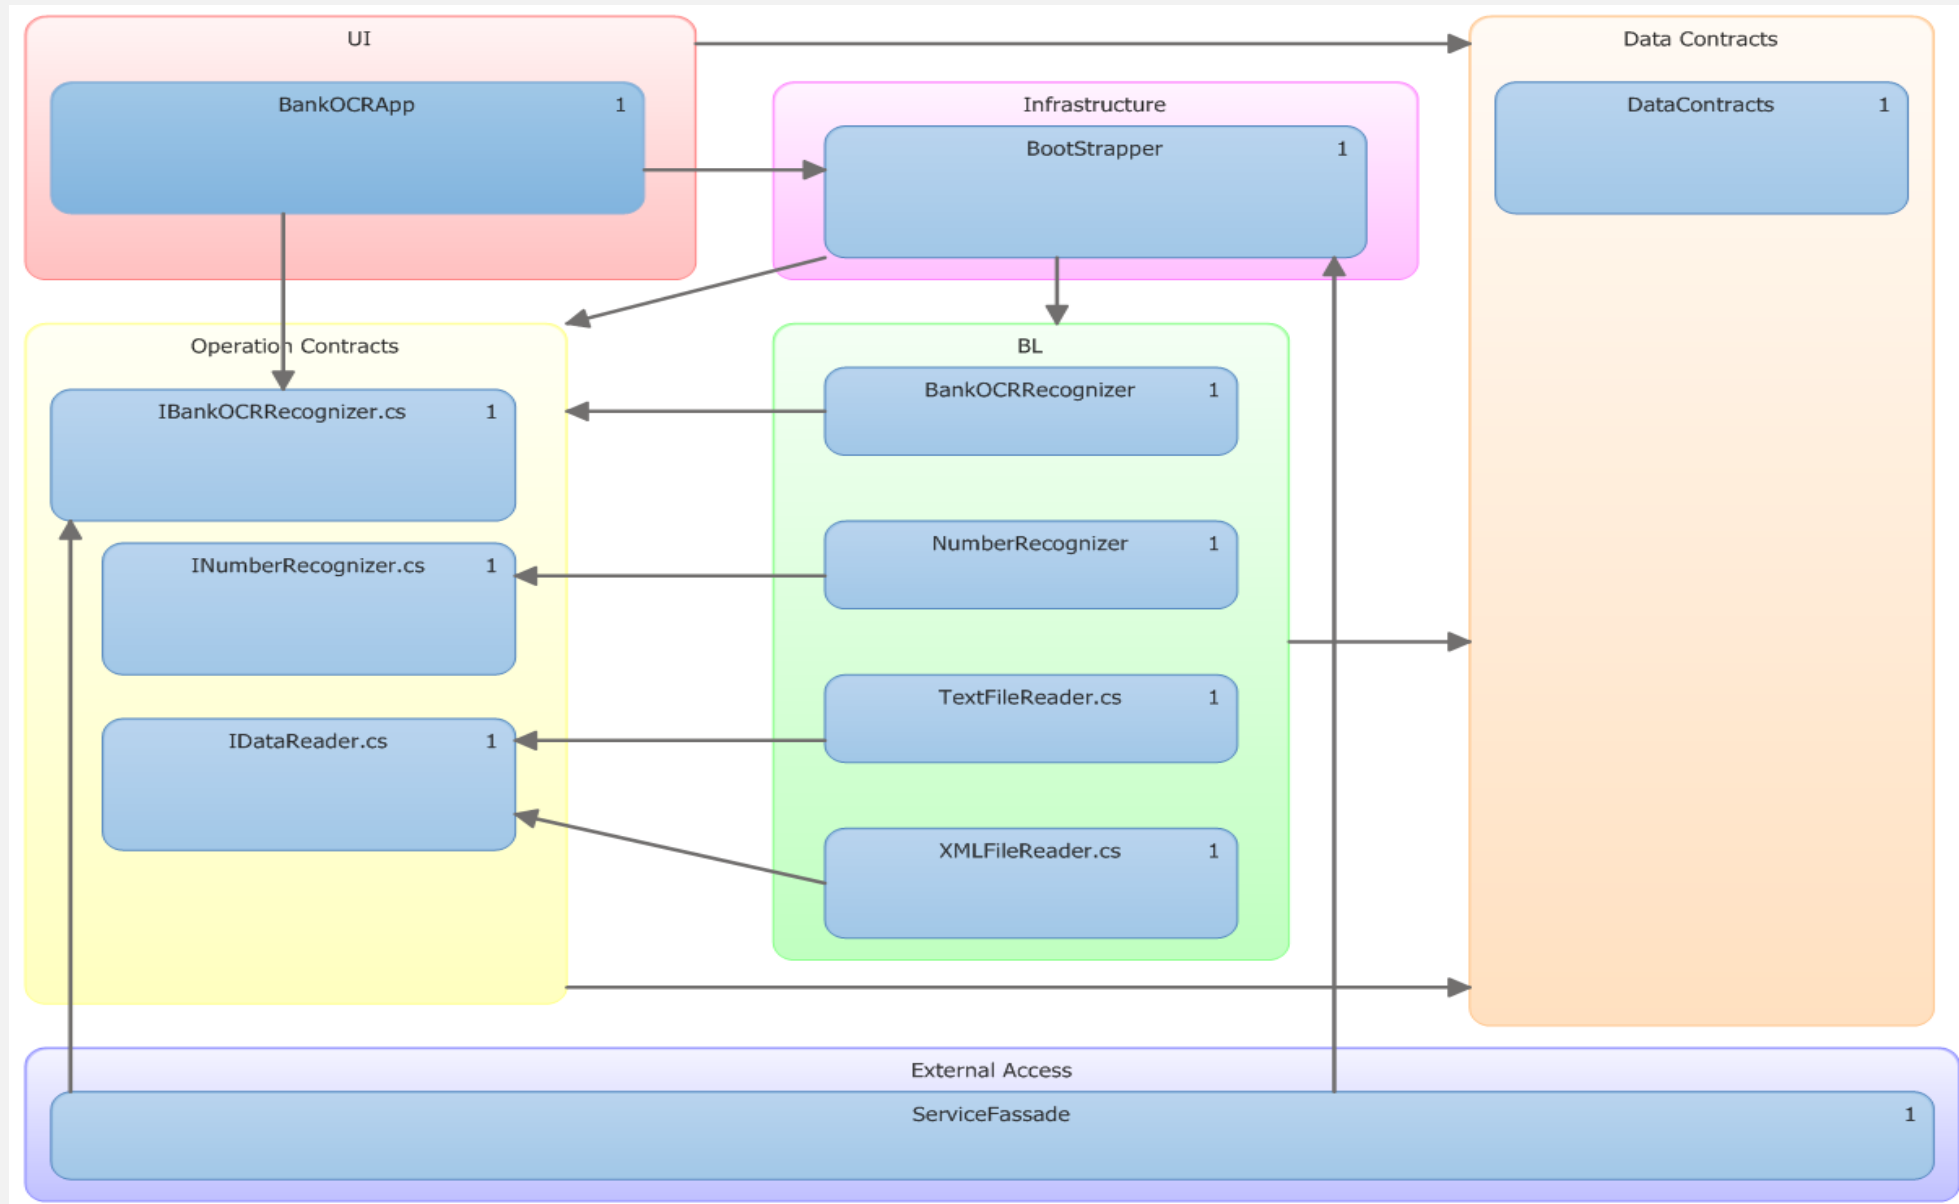 UI
BankOCRApp 1
Infrastructure
BootStrapper 1
Data Contracts
DataContracts 1
Operation Contracts
IBankOCRRecognizer.cs 1
INumberRecognizer.cs 1
IDataReader.cs 1
BL
BankOCRRecognizer 1
NumberRecognizer 1
TextFileReader.cs 1
XMLFileReader.cs 1
External Access
ServiceFassade 1